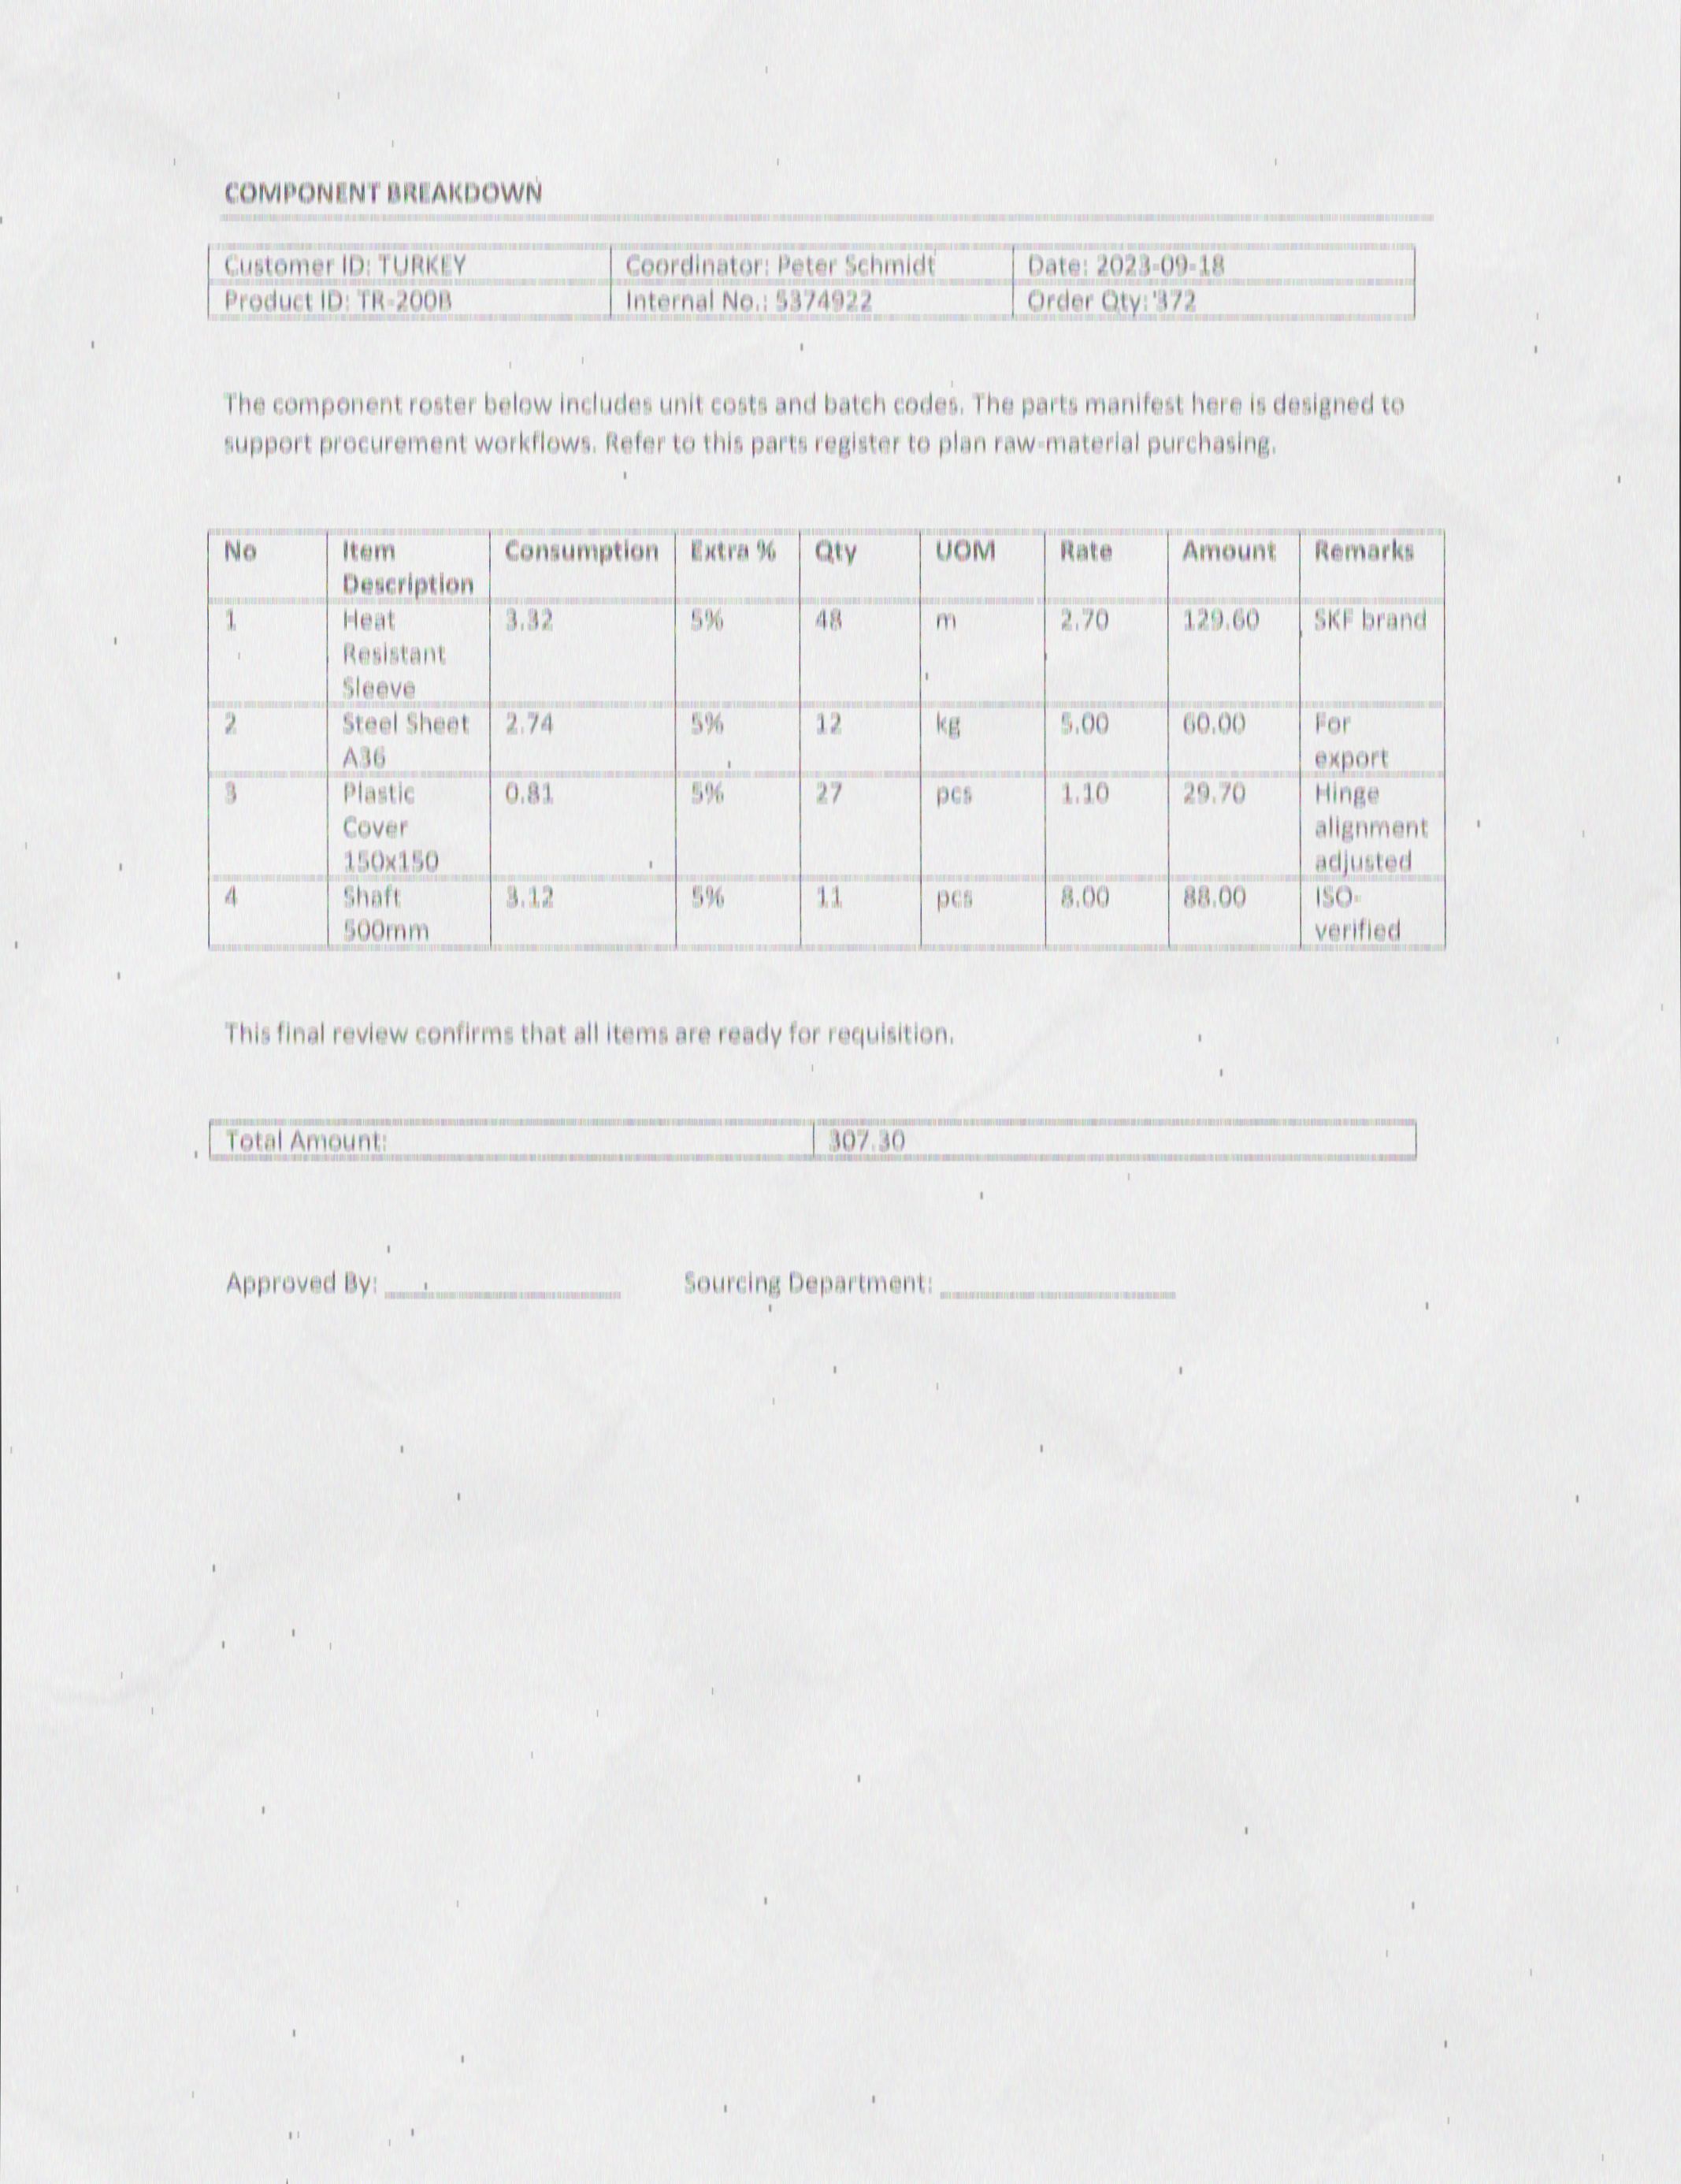 COMPONENT BREAKDOWN
Customer ID: TURKEY Coordinator: Peter Schmidt Date: 2023-09-18
Product ID: TR-200B Internal No.: 5374922 Order Qty: 372
The component roster below includes unit costs and batch codes. The parts manifest here is designed to
support procurement workflows. Refer to this parts register to plan raw-material purchasing.
No Item Description Consumption Extra % Qty UOM Rate Amount Remarks
1 Heat Resistant Sleeve 3.32 5% 48 m 2.70 129.60 SKF brand
2 Steel Sheet A36 2.74 5% 12 kg 5.00 60.00 For export
3 Plastic Cover 150x150 0.81 5% 27 pcs 1.10 29.70 Hinge alignment adjusted
4 Shaft 500mm 3.12 5% 11 pcs 8.00 88.00 ISO-verified
This final review confirms that all items are ready for requisition.
Total Amount: 307.30
Approved By: ____________________ Sourcing Department: ____________________